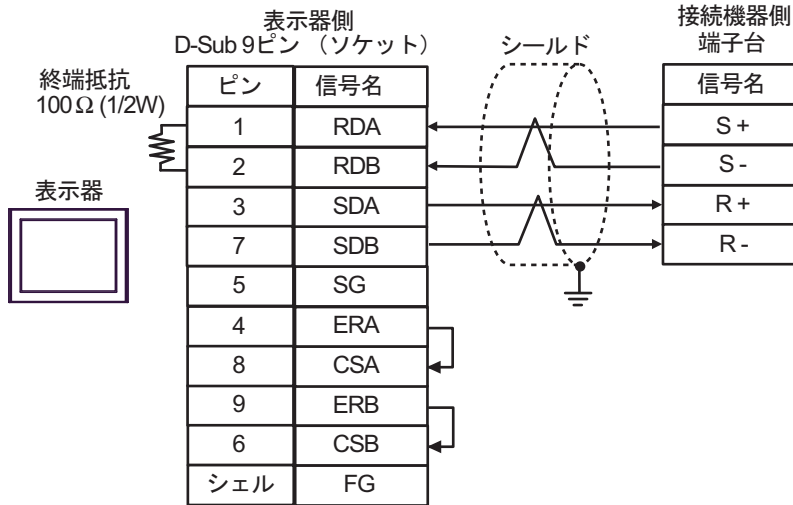 表示器側
D-Sub 9ピン （ソケット）
シールド
接続機器側
端子台
終端抵抗
100Ω (1/2W)
表示器
ピン 信号名
1 RDA
2 RDB
3 SDA
7 SDB
5 SG
4 ERA
8 CSA
9 ERB
6 CSB
シェル FG
信号名
S +
S -
R +
R -